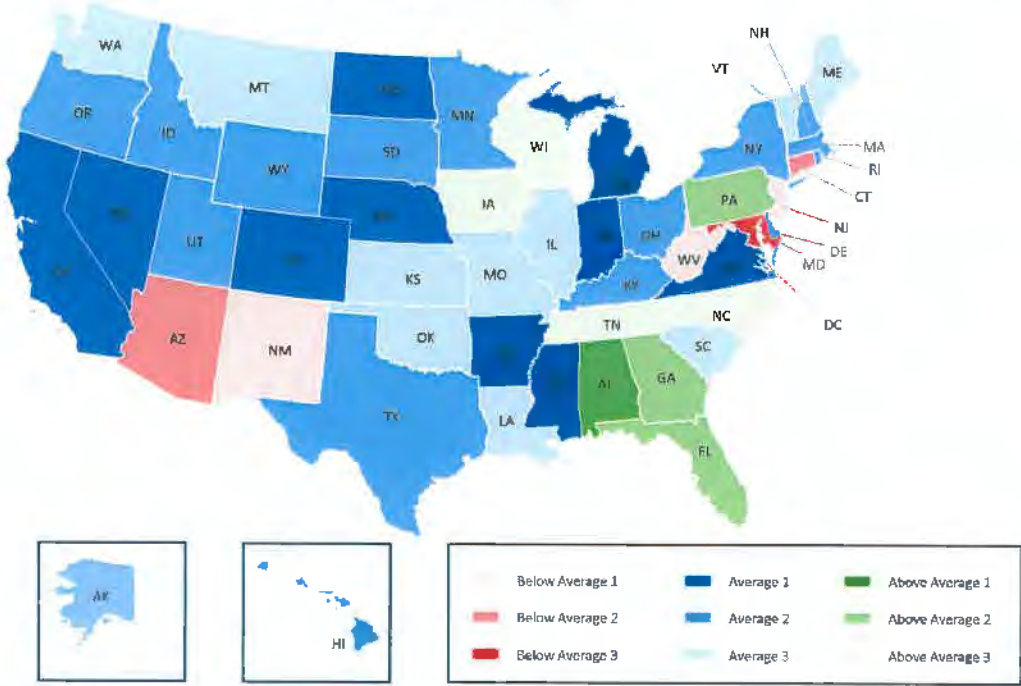 NH
WA
VT
ME
MT
MN
OR
ID
WI
SD
NY
MA
WY
RI
IA
PA
CT
UT
IL
OH
NJ
DE
KS
MO
WV
MD
KY
AZ
NM
OK
TN
NC
DC
SC
GA
AL
TX
LA
FL
AK
HI
Below Average 1
Average 1
Above Average 1
Below Average 2
Average 2
Above Average 2
Below Average 3
Average 3
Above Average 3